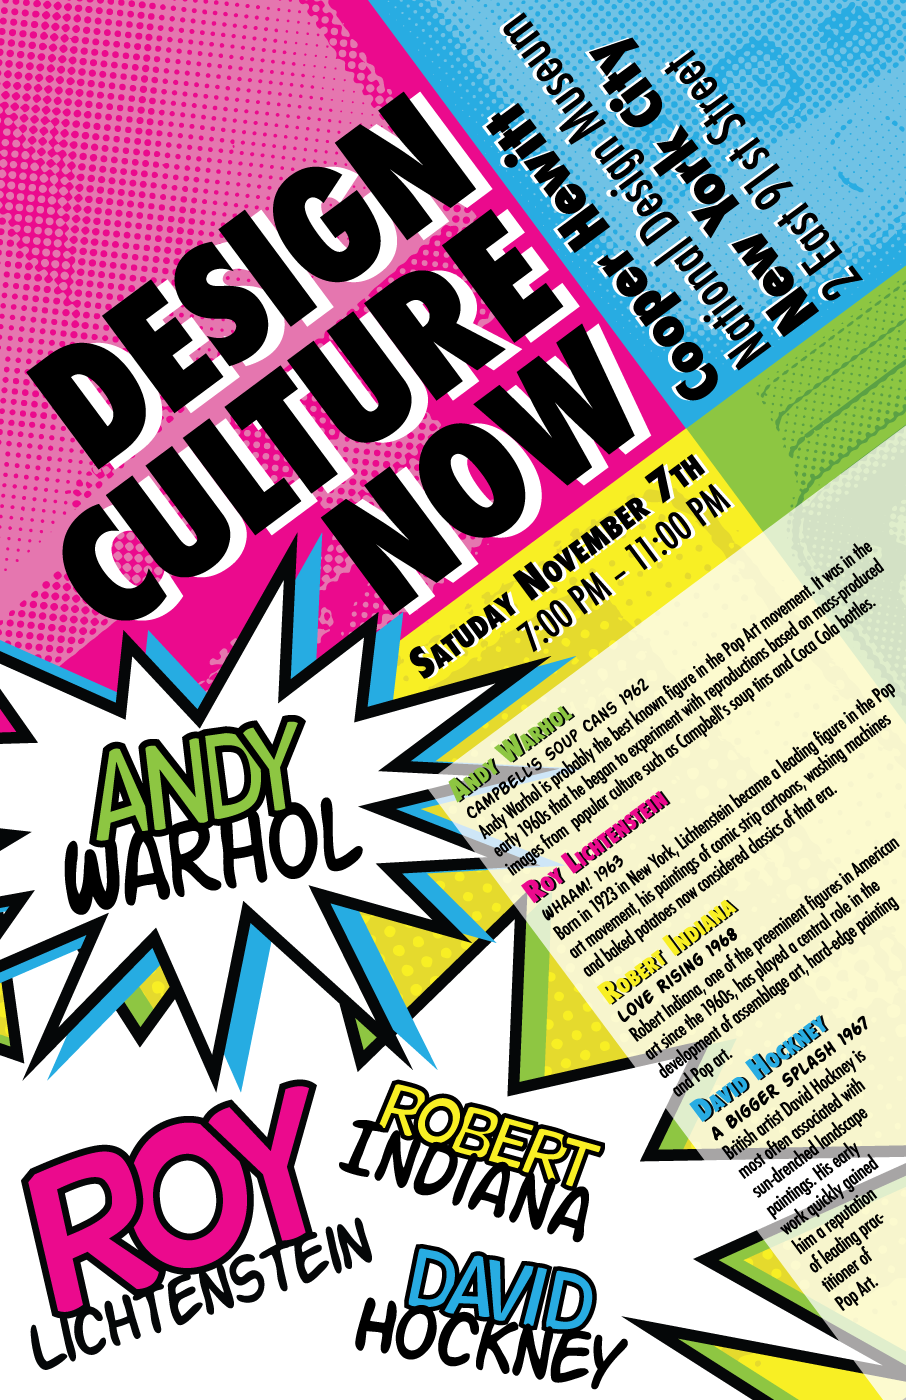 DESIGN
CULTURE
NOW
Cooper Hewitt
National Design Museum
New York City
2 East 91st Street
SATUDAY NOVEMBER 7TH
7:00 PM – 11:00 PM
ANDY WARHOL
CAMPBELL'S SOUP CANS 1962
Andy Warhol is probably the best known figure in the Pop Art movement. It was in the
early 1960s that he began to experiment with reproductions based on mass-produced
images from popular culture such as Campbell's soup tins and Coca Cola bottles.
ROY LICHTENSTEIN
WHAAM! 1963
Born in 1923 in New York, Lichtenstein became a leading figure in the Pop
art movement, his paintings of comic strip cartoons, washing machines
and baked potatoes now considered classics of that era.
ROBERT INDIANA
LOVE RISING 1968
Robert Indiana, one of the preeminent figures in American
art since the 1960s, has played a central role in the
development of assemblage art, hard-edge painting
and Pop art.
DAVID HOCKNEY
A BIGGER SPLASH 1967
British artist David Hockney is
most often associated with
sun-drenched landscape
paintings. His early
work quickly gained
him a reputation
of leading prac-
titioner of
Pop Art.
ANDY
WARHOL
ROY
LICHTENSTEIN
ROBERT
INDIANA
DAVID
HOCKNEY